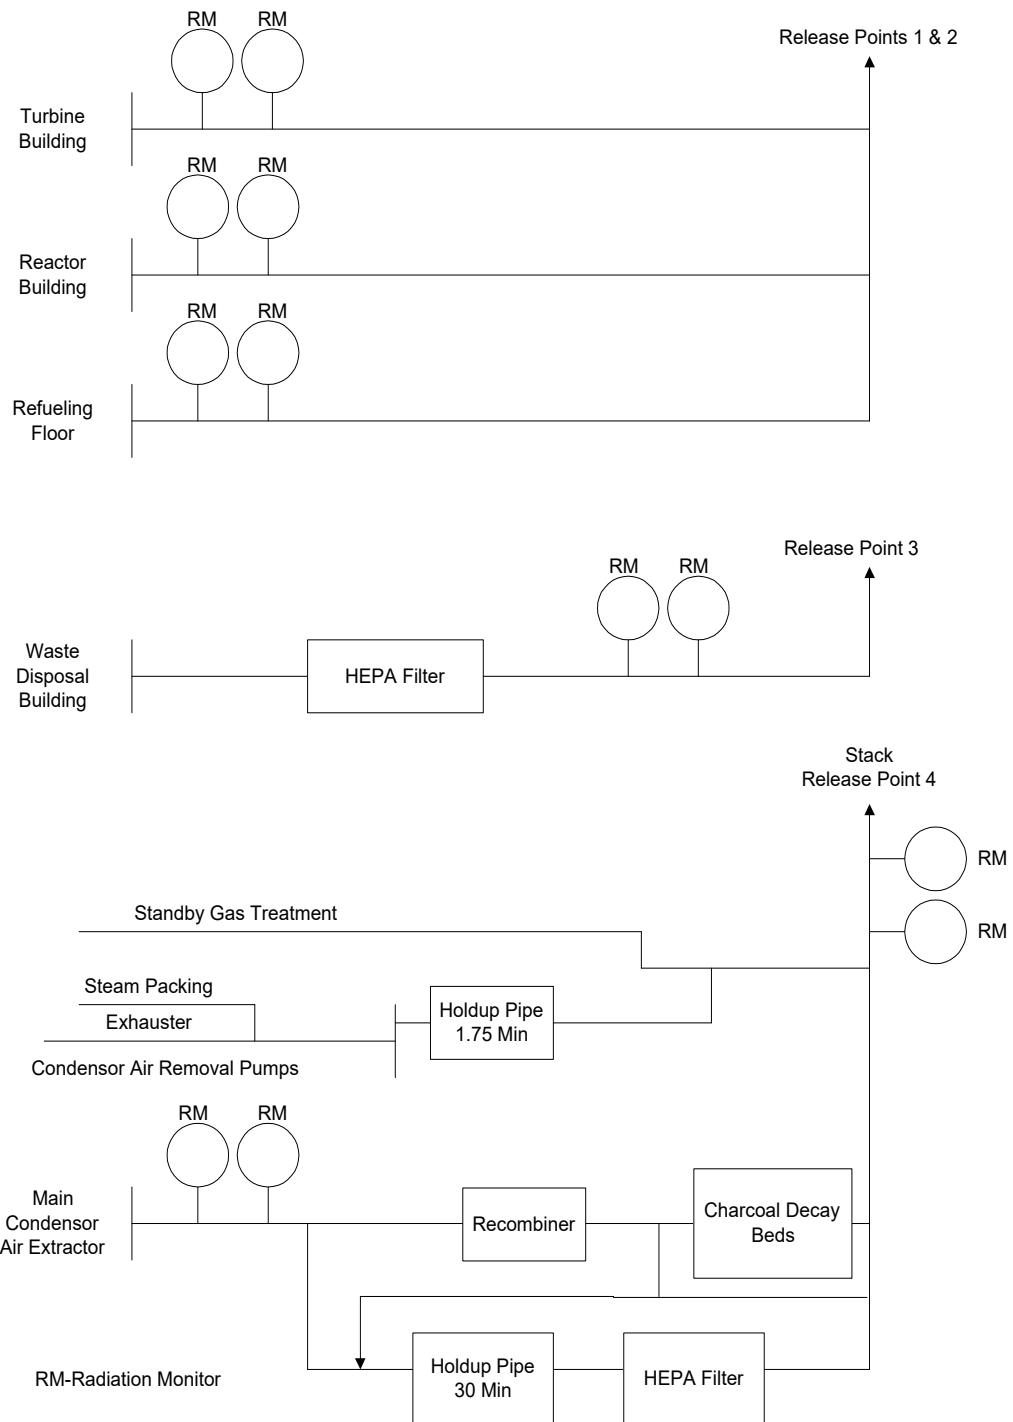 RM RM
Release Points 1 & 2
Turbine
Building
RM RM
Reactor
Building
RM RM
Refueling
Floor
Release Point 3
RM RM
Waste
Disposal
Building
HEPA Filter
Stack
Release Point 4
RM
Standby Gas Treatment
RM
Steam Packing
Exhauster
Holdup Pipe
1.75 Min
Condensor Air Removal Pumps
RM RM
Main
Condensor
Air Extractor
Recombiner
Charcoal Decay
Beds
RM-Radiation Monitor
Holdup Pipe
30 Min
HEPA Filter